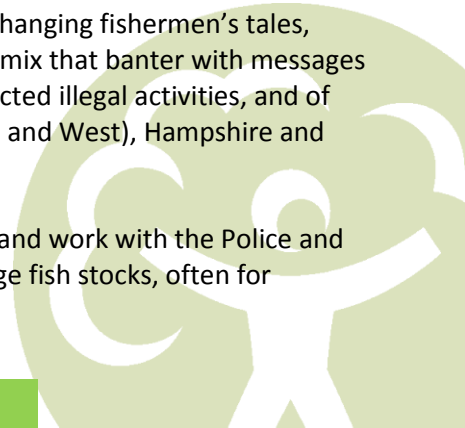 hanging fishermen’s tales,
mix that banter with messages
cted illegal activities, and of
and West), Hampshire and
and work with the Police and
ge fish stocks, often for